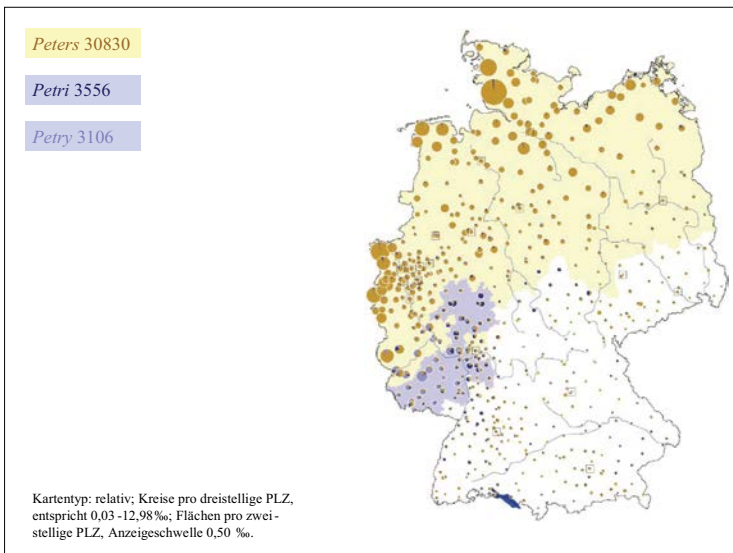 Peters 30830
Petri 3556
Petry 3106
Kartentyp: relativ; Kreise pro dreistellige PLZ,
entspricht 0,03 -12,98‰; Flächen pro zwei -
stellige PLZ, Anzeigeschwelle 0,50 ‰.